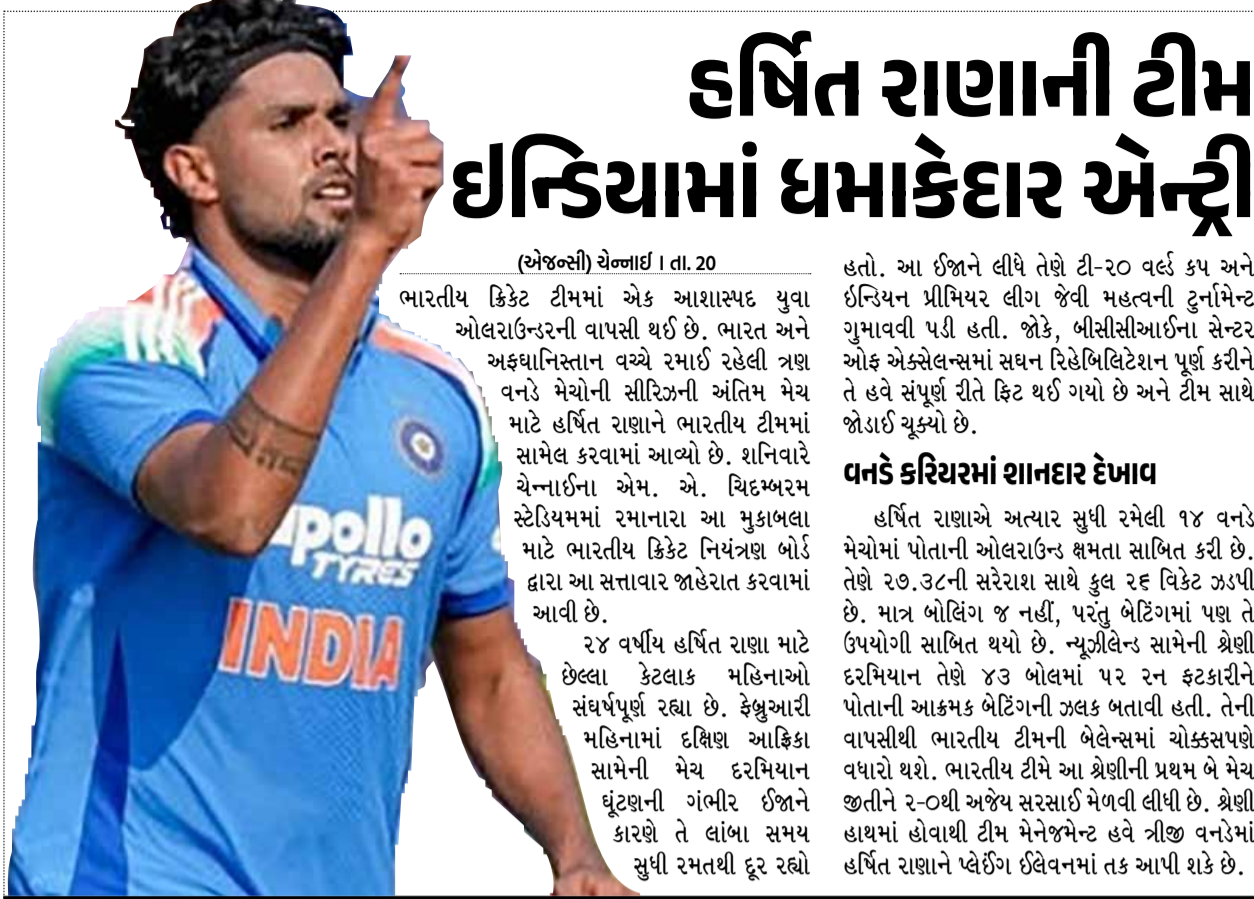 હર્ષિત રાણાની ટીમ
ઇન્ડિયામાં ધમાકેદાર એન્ટ્રી
(એજન્સી) ચેન્નાઇ । તા. 20
ભારતીય ક્રિકેટ ટીમમાં એક આશાસ્પદ યુવા
ઓલરાઉન્ડરની વાપસી થઈ છે. ભારત અને
અફઘાનિસ્તાન વચ્ચે રમાઈ રહેલી ત્રણ
વનડે મેચોની સીરિઝની અંતિમ મેચ
માટે હર્ષિત રાણાને ભારતીય ટીમમાં
સામેલ કરવામાં આવ્યો છે. શનિવારે
ચેન્નાઈના એમ. એ. ચિદમ્બરમ
સ્ટેડિયમમાં રમાનારા આ મુકાબલા
માટે ભારતીય ક્રિકેટ નિયંત્રણ બોર્ડ
દ્વારા આ સત્તાવાર જાહેરાત કરવામાં
આવી છે.
૨૪ વર્ષીય હર્ષિત રાણા માટે
છેલ્લા કેટલાક મહિનાઓ
સંઘર્ષપૂર્ણ રહ્યા છે. ફેબ્રુઆરી
મહિનામાં દક્ષિણ આફ્રિકા
સામેની મેચ દરમિયાન
ઘૂંટણની ગંભીર ઈજાને
કારણે તે લાંબા સમય
સુધી રમતથી દૂર રહ્યો
હતો. આ ઈજાને લીધે તેણે ટી-૨૦ વર્લ્ડ કપ અને
ઇન્ડિયન પ્રીમિયર લીગ જેવી મહત્વની ટુર્નામેન્ટ
ગુમાવવી પડી હતી. જોકે, બીસીસીઆઈના સેન્ટર
ઓફ એક્સેલન્સમાં સઘન રિહેબિલિટેશન પૂર્ણ કરીને
તે હવે સંપૂર્ણ રીતે ફિટ થઈ ગયો છે અને ટીમ સાથે
જોડાઈ ચૂક્યો છે.
વનડે કરિયરમાં શાનદાર દેખાવ
હર્ષિત રાણાએ અત્યાર સુધી રમેલી ૧૪ વનડે
મેચોમાં પોતાની ઓલરાઉન્ડ ક્ષમતા સાબિત કરી છે.
તેણે ૨૭.૩૮ની સરેરાશ સાથે કુલ ૨૬ વિકેટ ઝડપી
છે. માત્ર બોલિંગ જ નહીં, પરંતુ બેટિંગમાં પણ તે
ઉપયોગી સાબિત થયો છે. ન્યૂઝીલેન્ડ સામેની શ્રેણી
દરમિયાન તેણે ૪૩ બોલમાં ૫૨ રન ફટકારીને
પોતાની આક્રમક બેટિંગની ઝલક બતાવી હતી. તેની
વાપસીથી ભારતીય ટીમની બેલેન્સમાં ચોક્કસપણે
વધારો થશે. ભારતીય ટીમે આ શ્રેણીની પ્રથમ બે મેચ
જીતીને ૨-૦થી અજેય સરસાઈ મેળવી લીધી છે. શ્રેણી
હાથમાં હોવાથી ટીમ મેનેજમેન્ટ હવે ત્રીજી વનડેમાં
હર્ષિત રાણાને પ્લેઈંગ ઈલેવનમાં તક આપી શકે છે.
apollo
TYRES
INDIA